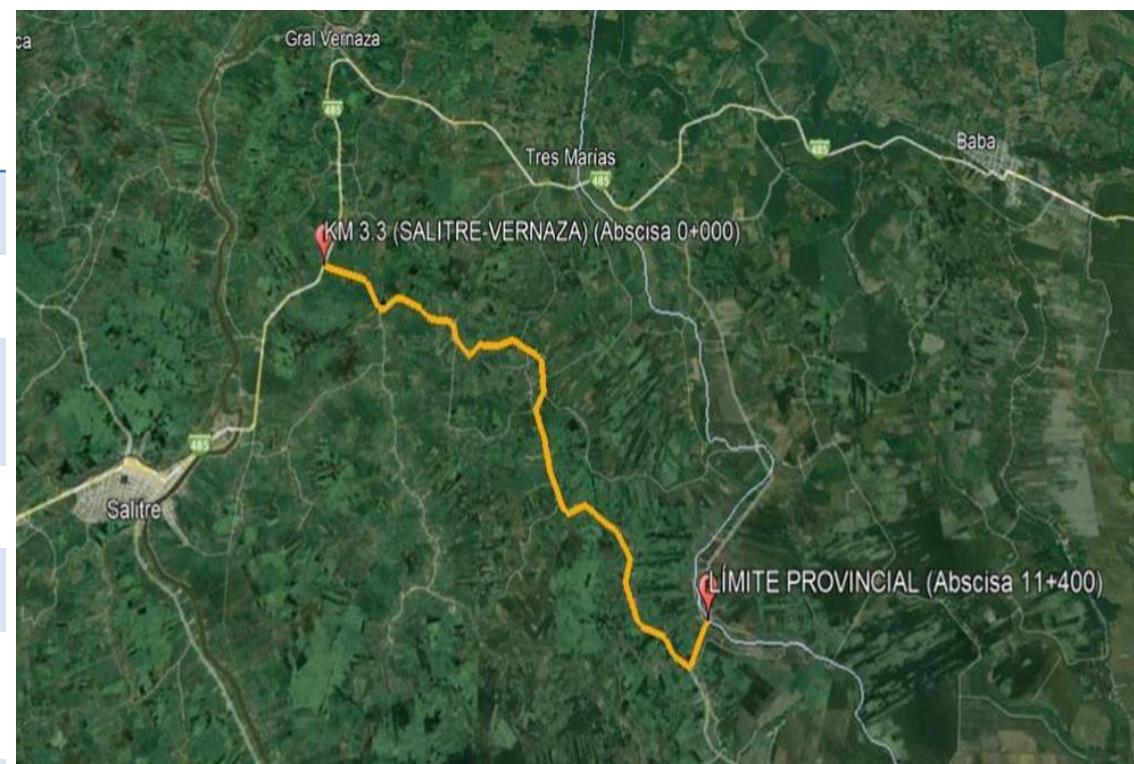 ca
Gral Vernaza
485
Tres Marías
485
485
Baba
KM 3.3 (SALITRE-VERNAZA) (Abscisa 0+000)
485
Salitre
LÍMITE PROVINCIAL (Abscisa 11+400)